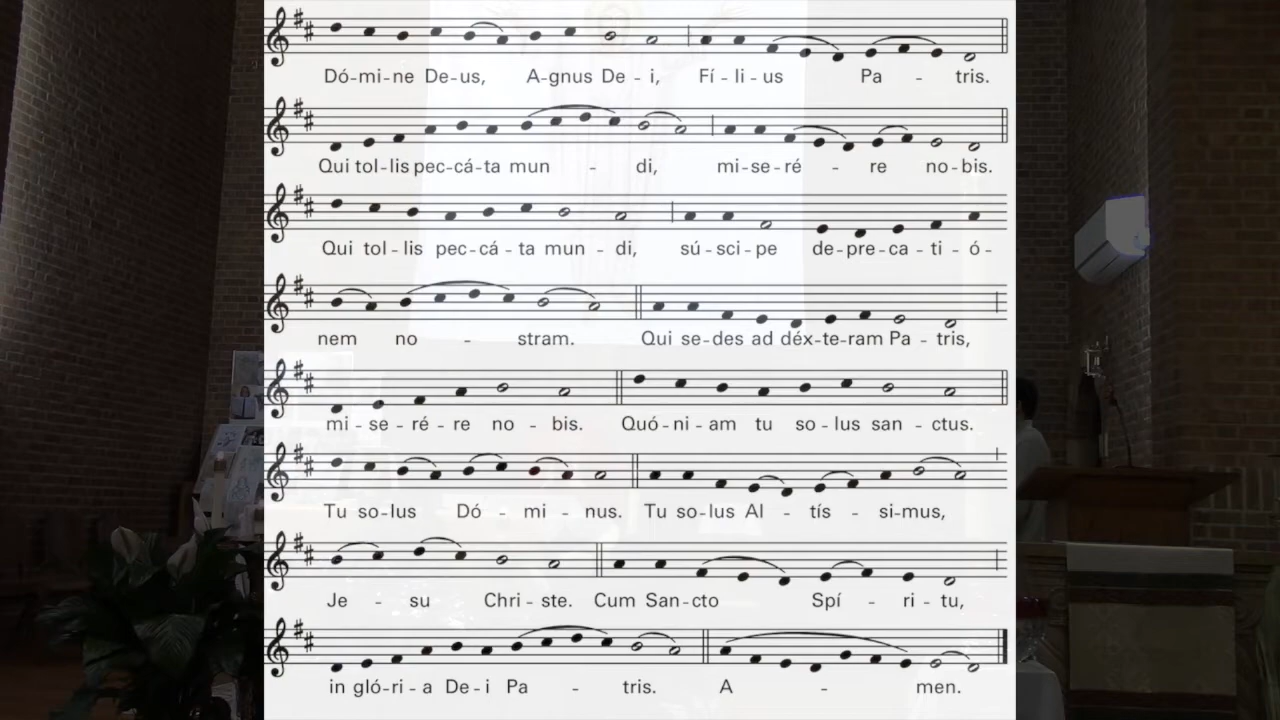 Dó-mi-ne De-us, A-gnus De-i, Fí-li-us Pa-tris.
Qui tol-lis pec-cá-ta mun-di, mi-se-ré-re no-bis.
Qui tol-lis pec-cá-ta mun-di, sú-sci-pe de-pre-ca-ti-ó-
nem no-stram. Qui se-des ad déx-te-ram Pa-tris,
mi-se-ré-re no-bis. Quó-ni-am tu so-lus san-ctus.
Tu so-lus Dó-mi-nus. Tu so-lus Al-tís-si-mus,
Je-su Chri-ste. Cum San-cto Spí-ri-tu,
in gló-ri-a De-i Pa-tris. A-men.